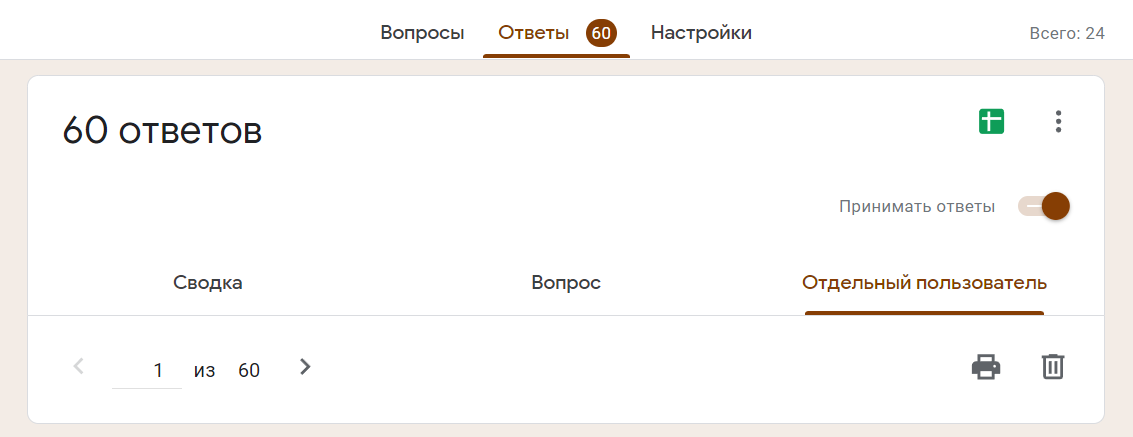 Вопросы Ответы 60 Настройки Всего: 24
60 ответов
Принимать ответы
Сводка Вопрос Отдельный пользователь
1 из 60